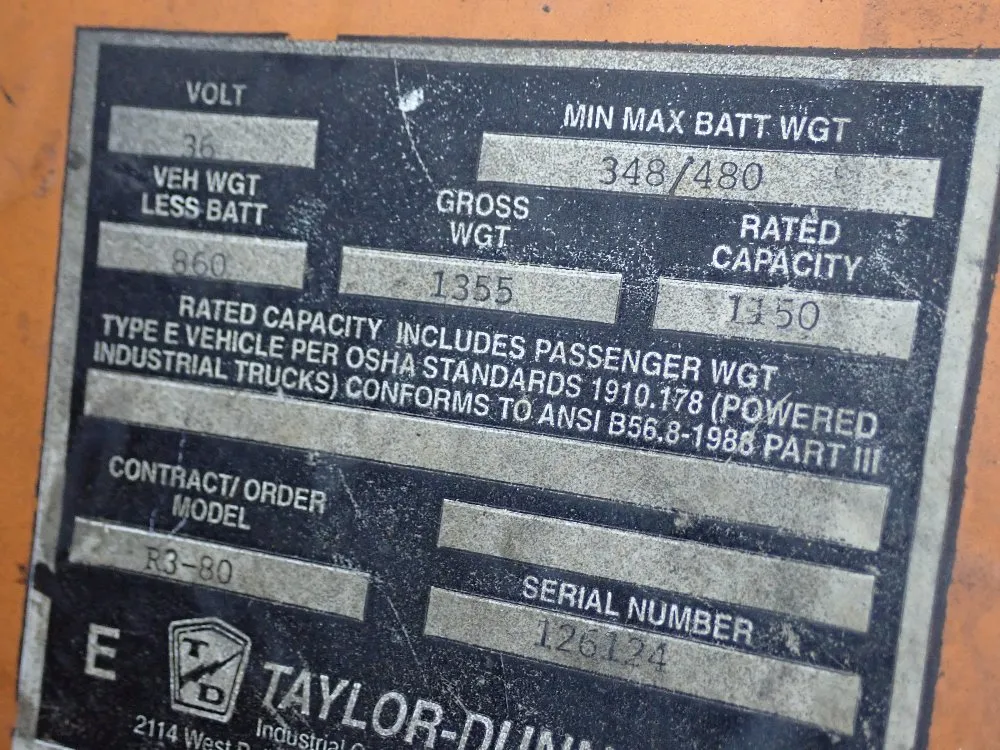 VOLT
36
MIN MAX BATT WGT
348/480
VEH WGT
LESS BATT
860
GROSS
WGT
1355
RATED
CAPACITY
1150
RATED CAPACITY INCLUDES PASSENGER WGT
TYPE E VEHICLE PER OSHA STANDARDS 1910.178 (POWERED
INDUSTRIAL TRUCKS) CONFORMS TO ANSI B56.8-1988 PART III
CONTRACT/ORDER
MODEL
R3-80
SERIAL NUMBER
126124
E
T/D
TAYLOR-DUNN
Industrial
2114 West